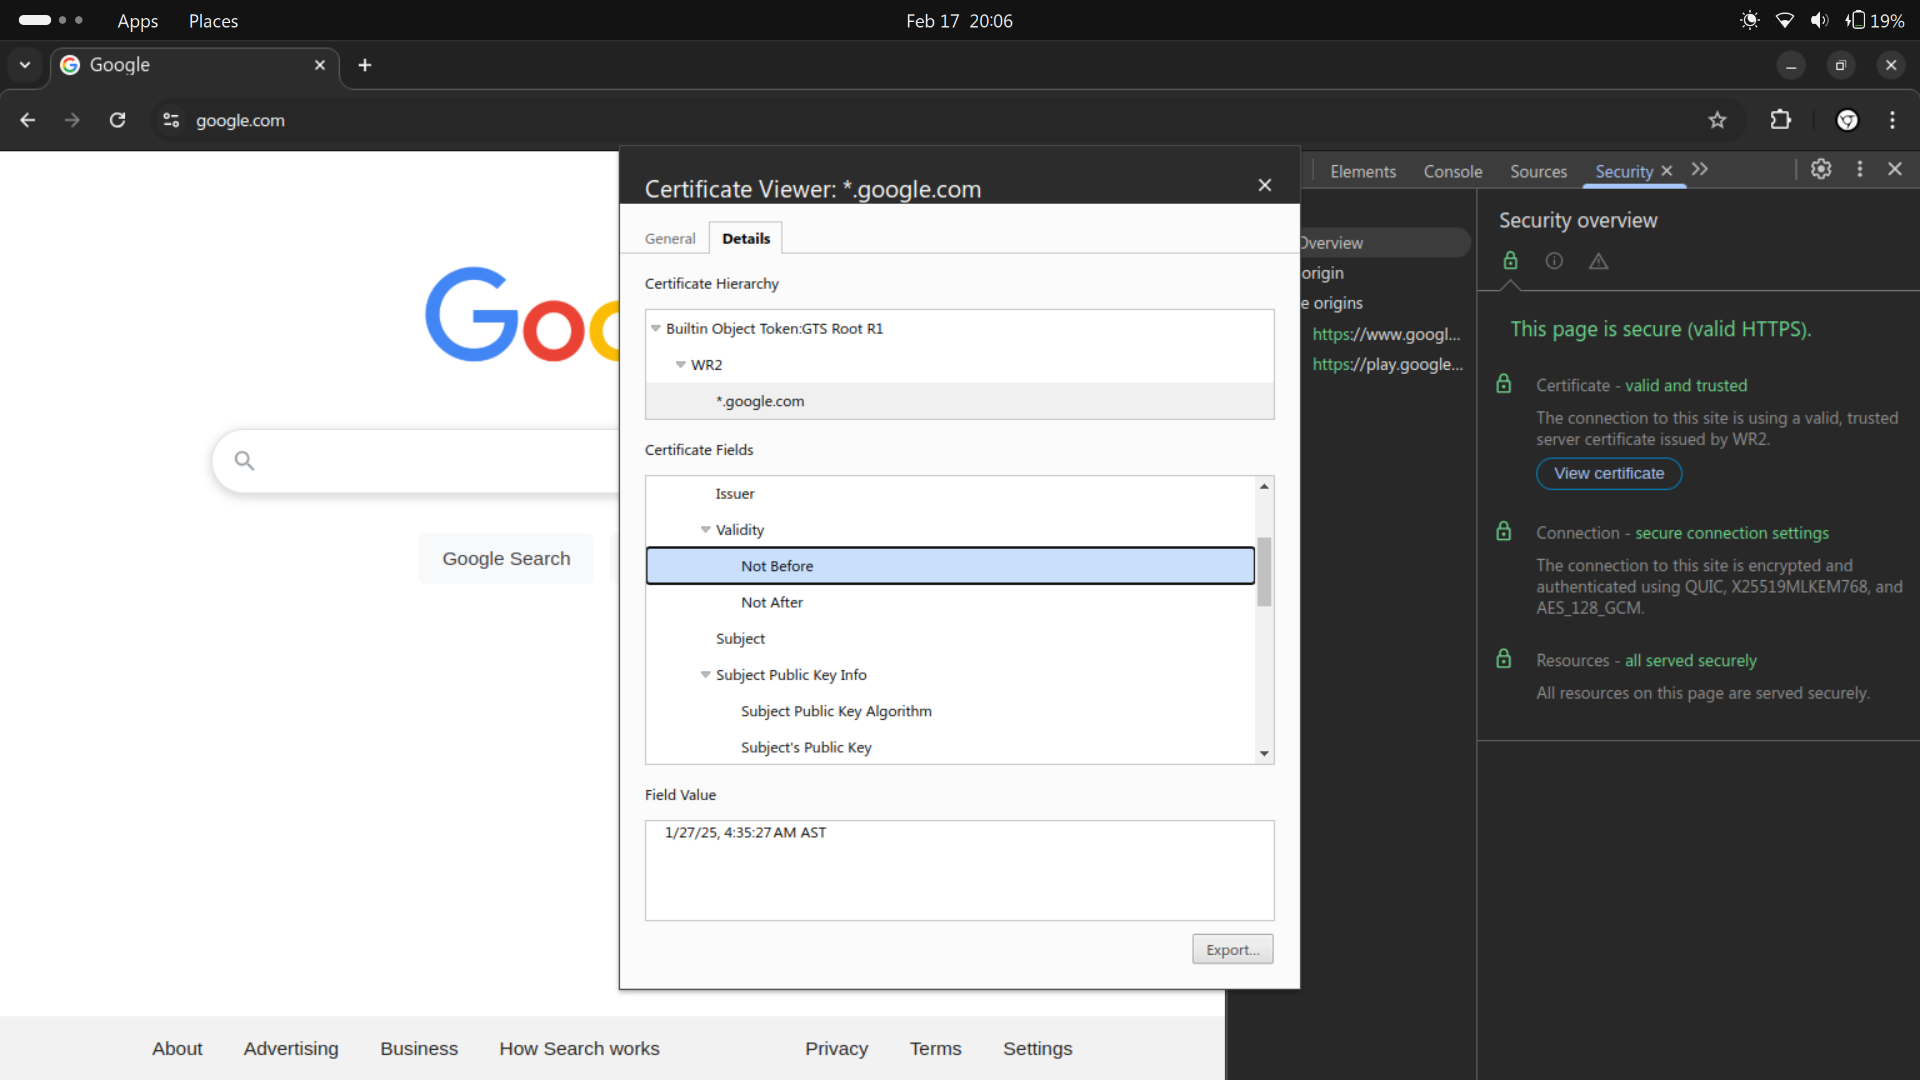 Apps Places Feb 17 20:06 19%
Google
google.com
Certificate Viewer: *.google.com
General Details
Certificate Hierarchy
Builtin Object Token:GTS Root R1
WR2
*.google.com
Certificate Fields
Issuer
Validity
Not Before
Not After
Subject
Subject Public Key Info
Subject Public Key Algorithm
Subject's Public Key
Field Value
1/27/25, 4:35:27 AM AST
Export...
Elements Console Sources Security
Overview
origin
e origins
https://www.googl...
https://play.google...
Security overview
This page is secure (valid HTTPS).
Certificate - valid and trusted
The connection to this site is using a valid, trusted
server certificate issued by WR2.
View certificate
Connection - secure connection settings
The connection to this site is encrypted and
authenticated using QUIC, X25519MLKEM768, and
AES_128_GCM.
Resources - all served securely
All resources on this page are served securely.
Goo
Google Search
About Advertising Business How Search works Privacy Terms Settings